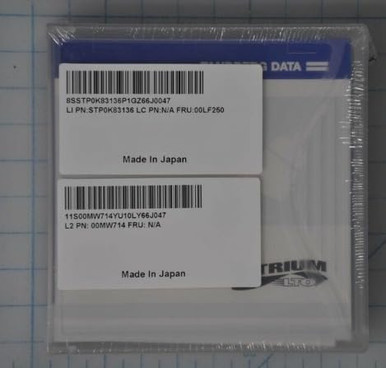 DATA
8SSTP0K83136P1GZ66J0047
LI PN:STP0K83136 LC PN:N/A FRU:00LF250
Made In Japan
11S00MW714YU10LY66J047
L2 PN: 00MW714 FRU: N/A
TRIUM
Made In Japan